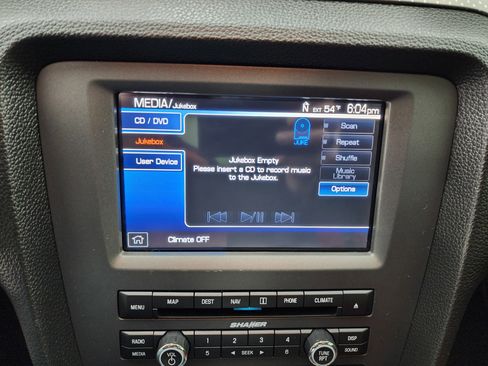 MEDIA/Jukebox
N EXT 54°F 6:04pm
CD / DVD
Jukebox
User Device
JUKE
Jukebox Empty
Please insert a CD to record music
to the Jukebox.
Scan
Repeat
Shuffle
Music
Library
Options
Climate OFF
MENU MAP DEST NAV PHONE CLIMATE
SHAKER
RADIO 1 2 3 4 DISP
MEDIA 5 SEEK 6 SOUND
VOL
TUNE
RPT